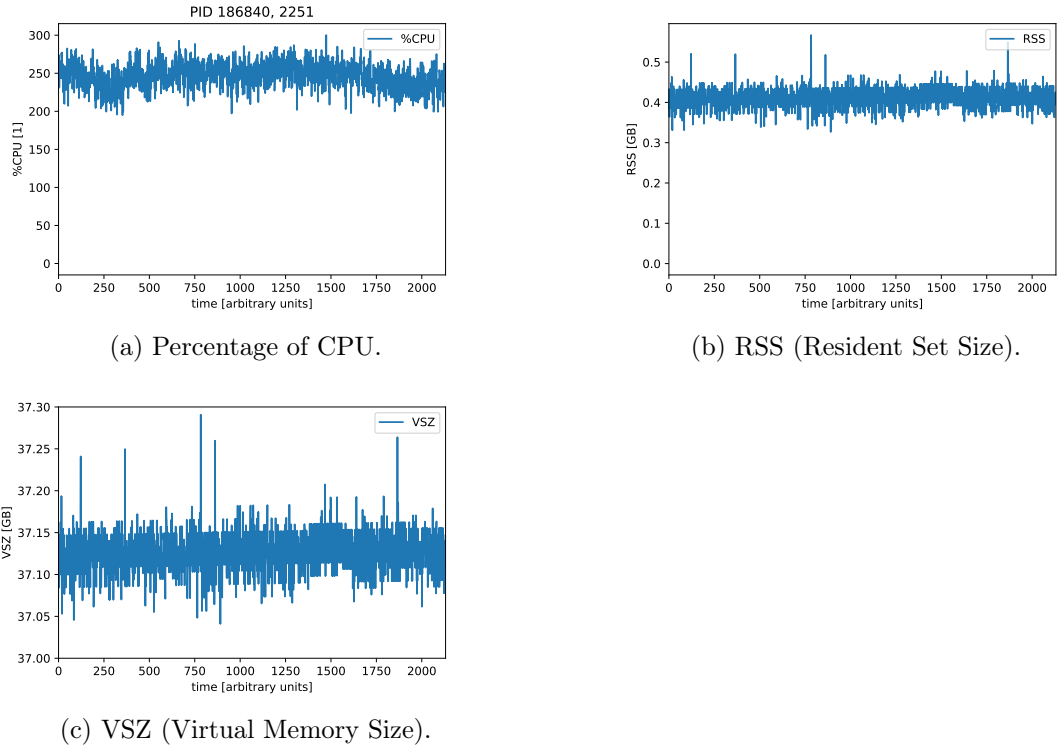 PID 186840, 2251
300
250
200
150
100
50
0
%CPU [1]
%CPU
0 250 500 750 1000 1250 1500 1750 2000
time [arbitrary units]
(a) Percentage of CPU.
0.5
0.4
0.3
0.2
0.1
0.0
RSS [GB]
RSS
0 250 500 750 1000 1250 1500 1750 2000
time [arbitrary units]
(b) RSS (Resident Set Size).
37.30
37.25
37.20
37.15
37.10
37.05
37.00
VSZ [GB]
VSZ
0 250 500 750 1000 1250 1500 1750 2000
time [arbitrary units]
(c) VSZ (Virtual Memory Size).